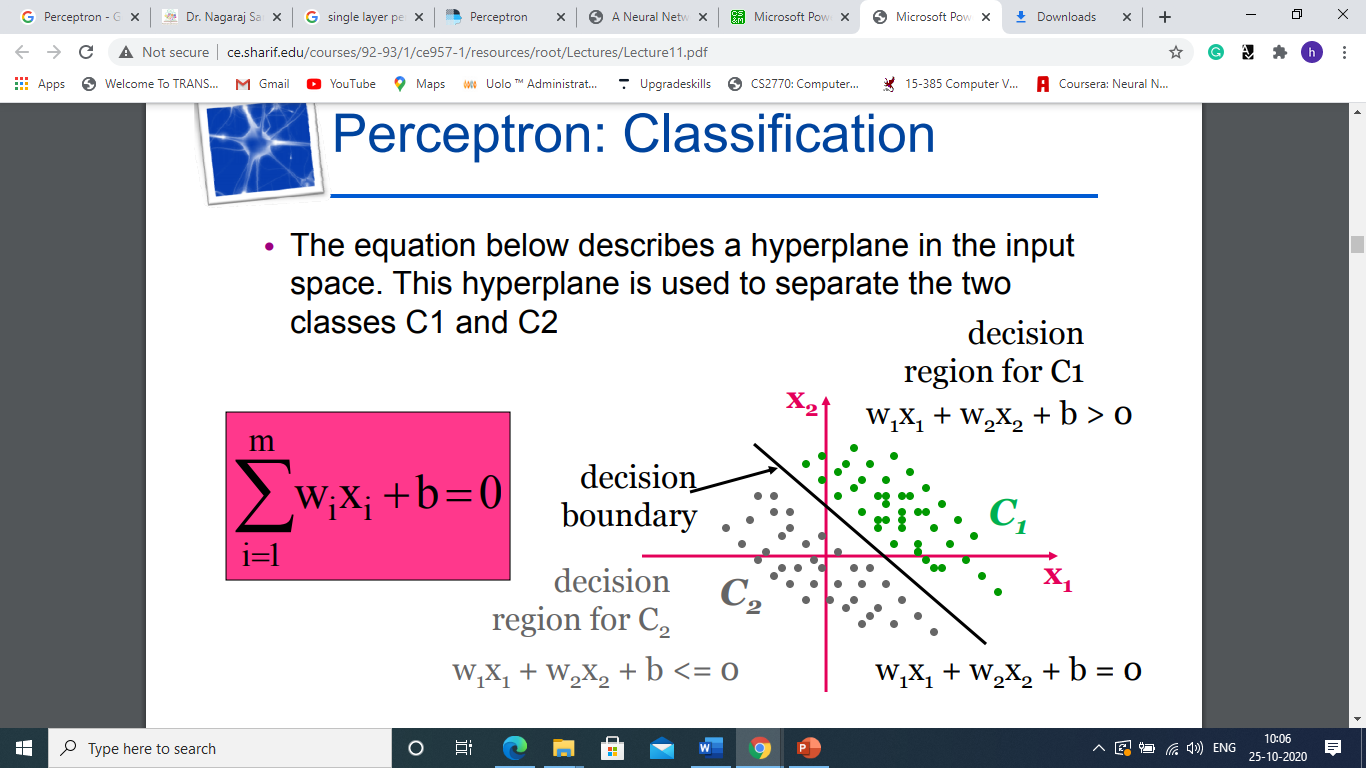 Perceptron - G
Dr. Nagaraj Sa
single layer pe
Perceptron
A Neural Netw
Microsoft Pow
Microsoft Pow
Downloads
Not secure | ce.sharif.edu/courses/92-93/1/ce957-1/resources/root/Lectures/Lecture11.pdf
h
Apps
Welcome To TRANS...
Gmail
YouTube
Maps
Uolo ™ Administrat...
Upgradeskills
CS2770: Computer...
15-385 Computer V...
Coursera: Neural N...
Perceptron: Classification
• The equation below describes a hyperplane in the input
space. This hyperplane is used to separate the two
classes C1 and C2
decision
region for C1
w₁x₁ + w₂x₂ + b > 0
m
∑ wᵢxᵢ + b = 0
i=1
x₂
decision
boundary
C₁
x₁
decision
region for C₂
C₂
w₁x₁ + w₂x₂ + b <= 0
w₁x₁ + w₂x₂ + b = 0
Type here to search
ENG
10:06
25-10-2020